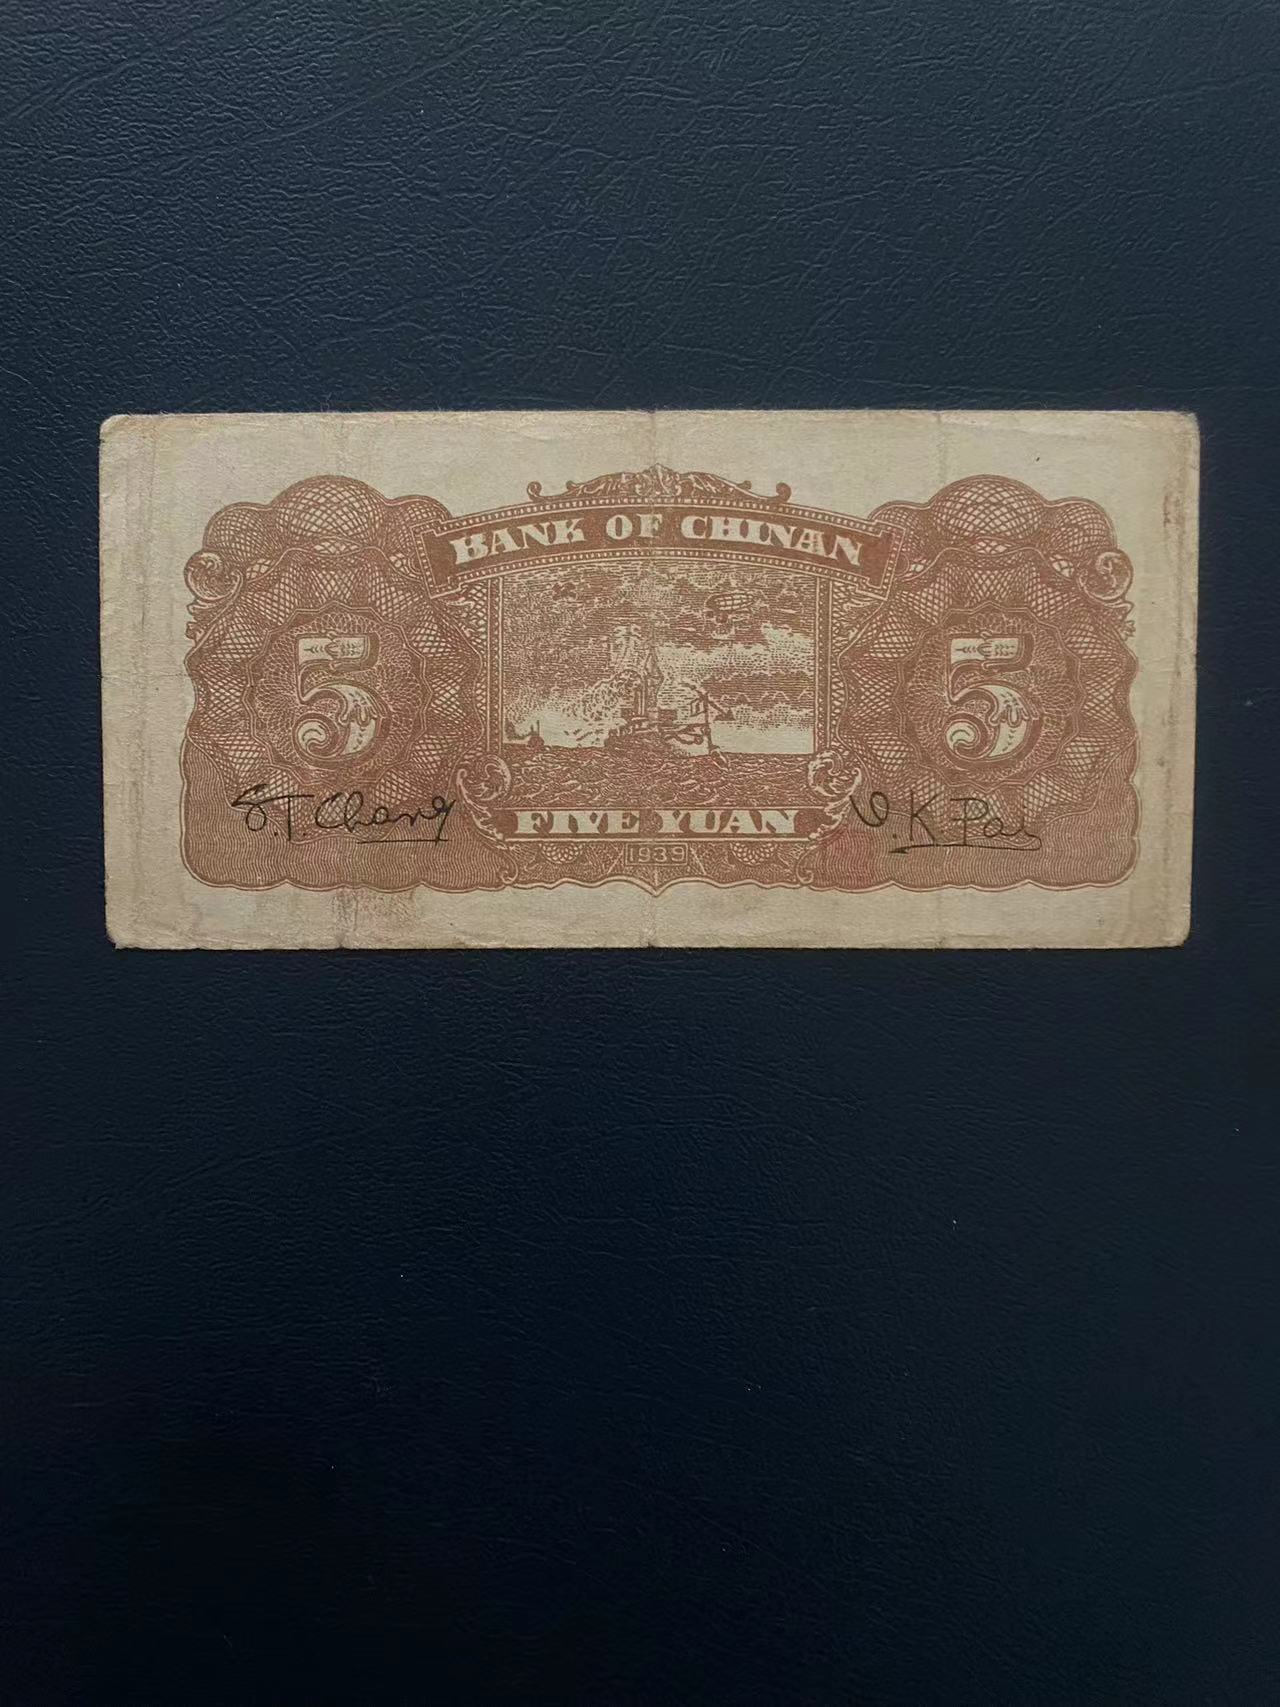 BANK OF CHINAN
5 5
S.T. Chang V.K. Pai
FIVE YUAN
1939